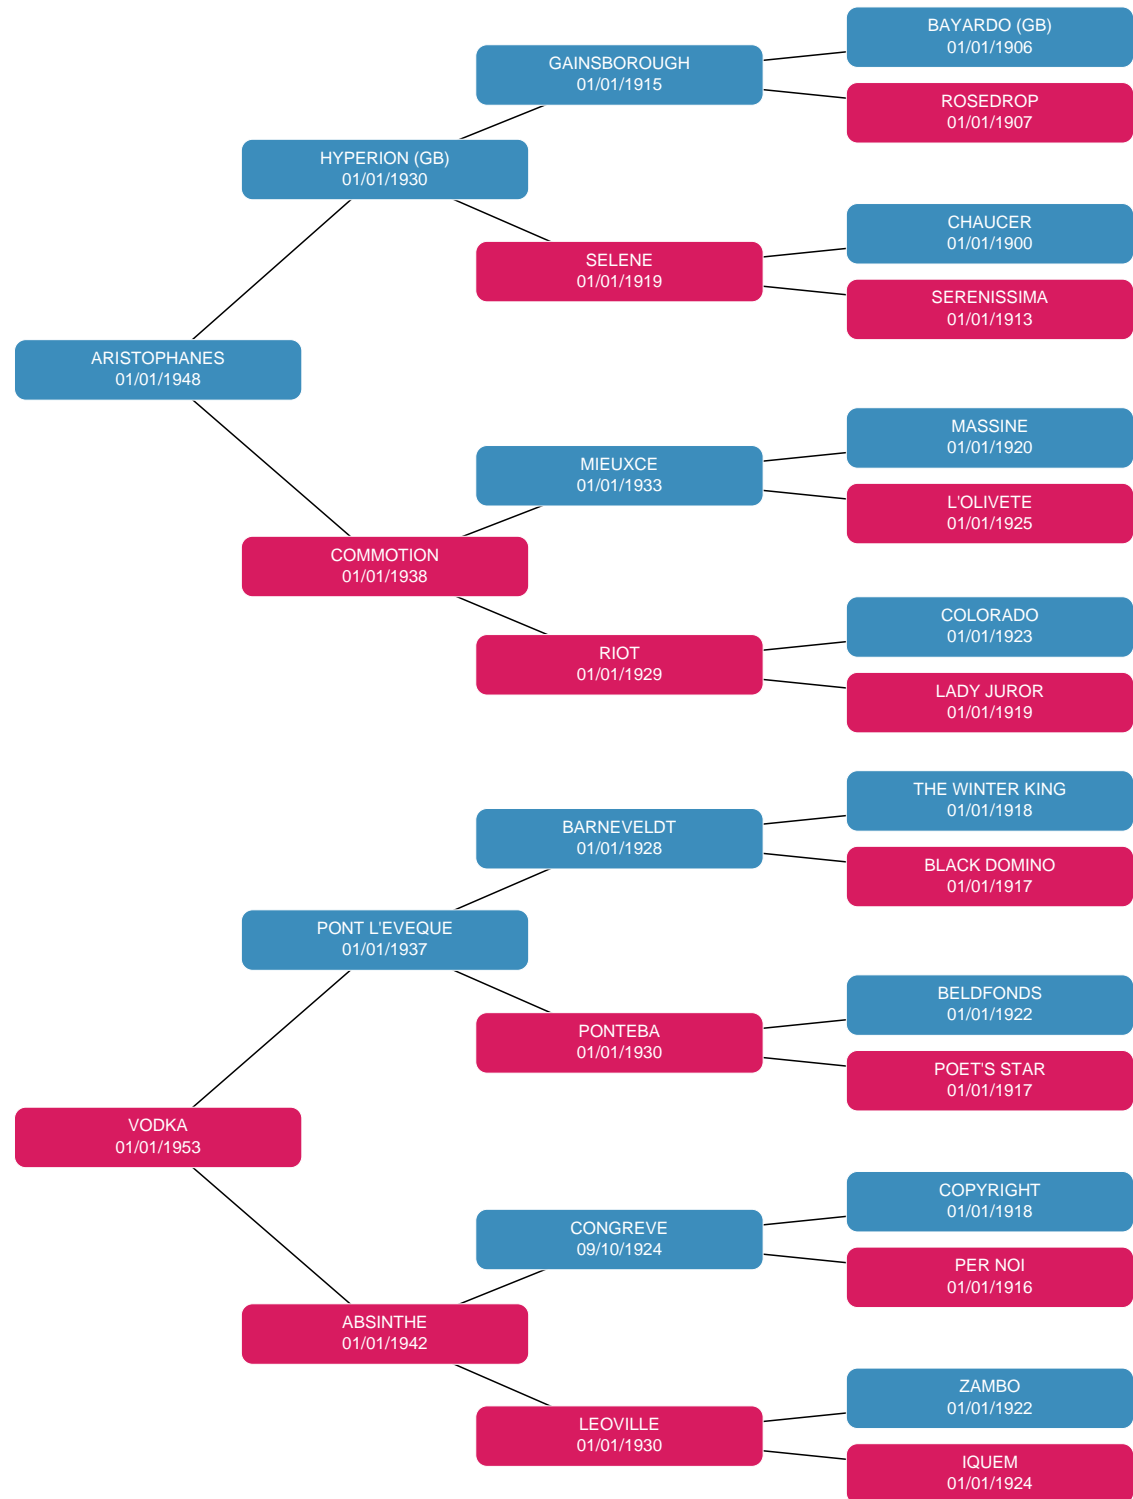 BAYARDO (GB)
01/01/1906
GAINSBOROUGH
01/01/1915
ROSEDROP
01/01/1907
HYPERION (GB)
01/01/1930
CHAUCER
01/01/1900
SELENE
01/01/1919
SERENISSIMA
01/01/1913
ARISTOPHANES
01/01/1948
MASSINE
01/01/1920
MIEUXCE
01/01/1933
L'OLIVETE
01/01/1925
COMMOTION
01/01/1938
COLORADO
01/01/1923
RIOT
01/01/1929
LADY JUROR
01/01/1919
THE WINTER KING
01/01/1918
BARNEVELDT
01/01/1928
BLACK DOMINO
01/01/1917
PONT L'EVEQUE
01/01/1937
BELDFONDS
01/01/1922
PONTEBA
01/01/1930
POET'S STAR
01/01/1917
VODKA
01/01/1953
COPYRIGHT
01/01/1918
CONGREVE
09/10/1924
PER NOI
01/01/1916
ABSINTHE
01/01/1942
ZAMBO
01/01/1922
LEOVILLE
01/01/1930
IQUEM
01/01/1924